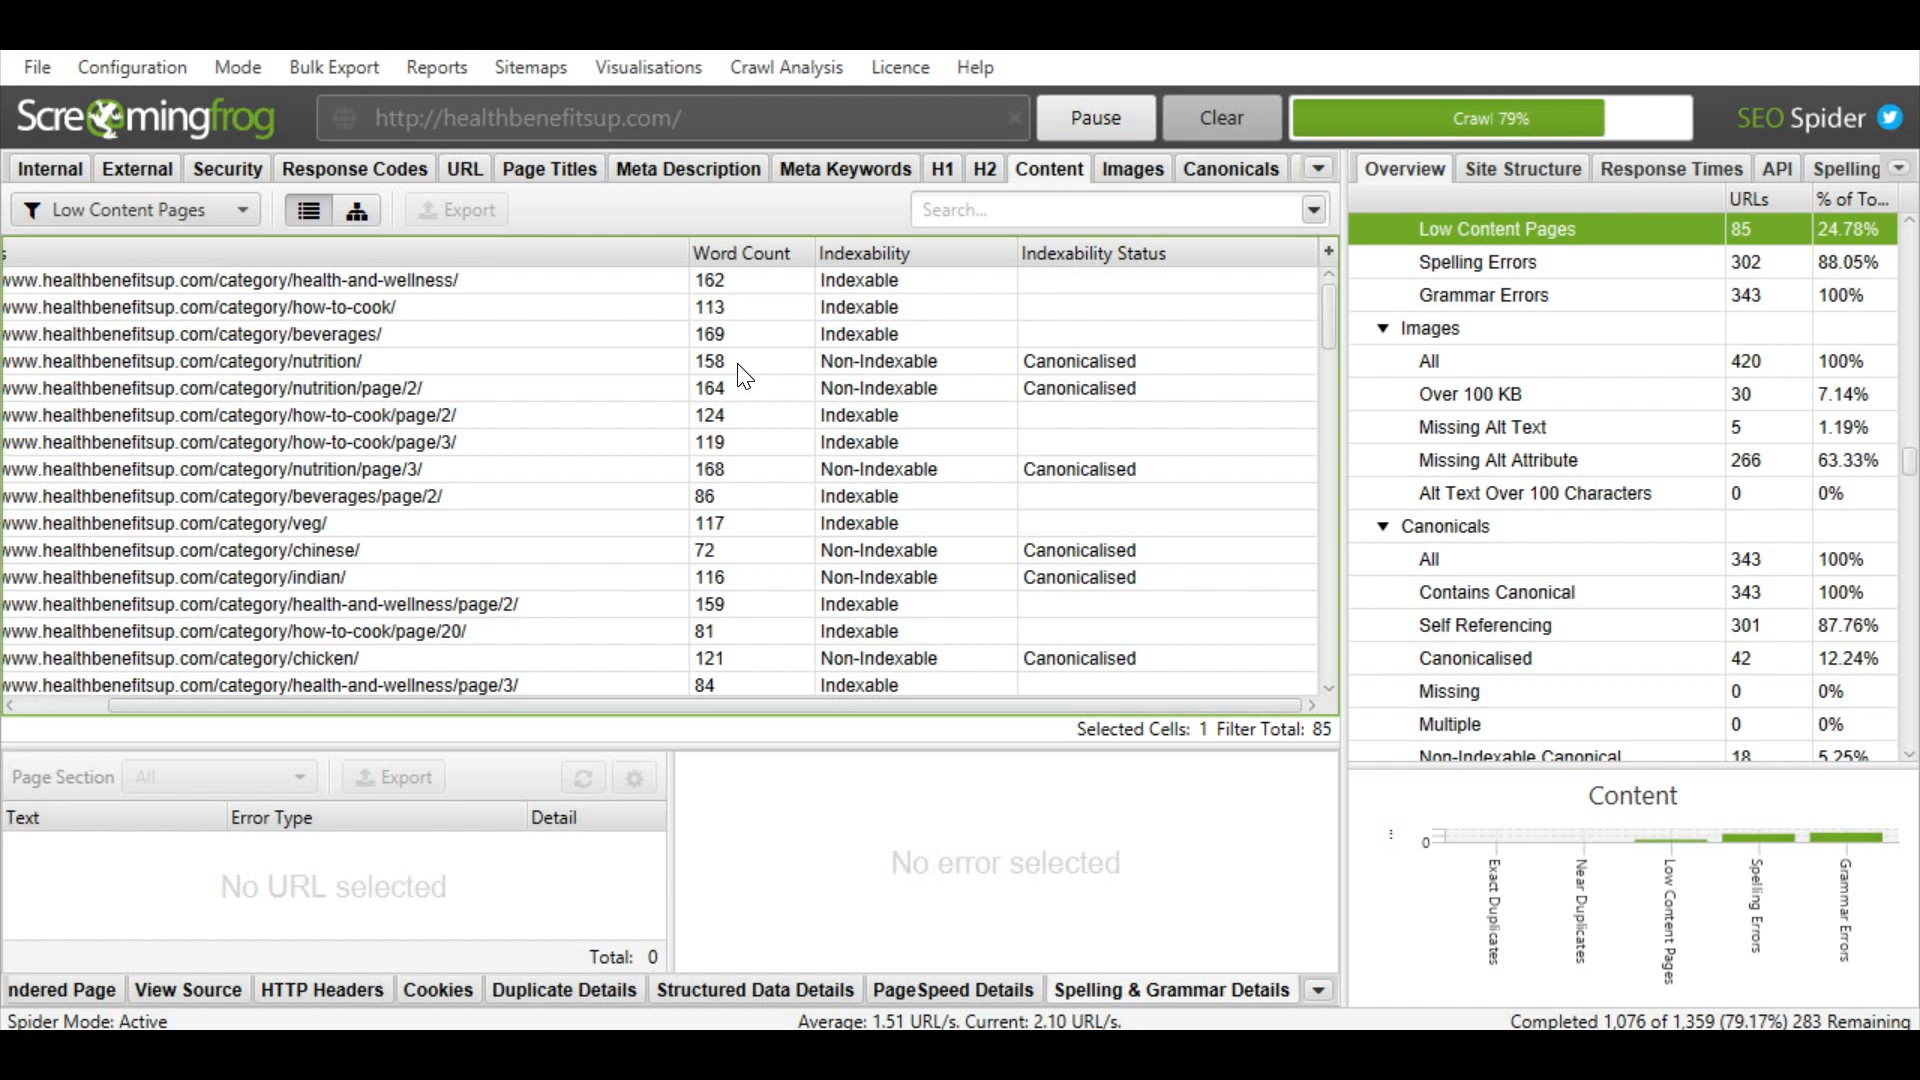 File Configuration Mode Bulk Export Reports Sitemaps Visualisations Crawl Analysis Licence Help
Screamingfrog http://healthbenefitsup.com/ Pause Clear Crawl 79% SEO Spider
Internal External Security Response Codes URL Page Titles Meta Description Meta Keywords H1 H2 Content Images Canonicals
Low Content Pages Export Search...
Word Count Indexability Indexability Status +
www.healthbenefitsup.com/category/health-and-wellness/ 162 Indexable
www.healthbenefitsup.com/category/how-to-cook/ 113 Indexable
www.healthbenefitsup.com/category/beverages/ 169 Indexable
www.healthbenefitsup.com/category/nutrition/ 158 Non-Indexable Canonicalised
www.healthbenefitsup.com/category/nutrition/page/2/ 164 Non-Indexable Canonicalised
www.healthbenefitsup.com/category/how-to-cook/page/2/ 124 Indexable
www.healthbenefitsup.com/category/how-to-cook/page/3/ 119 Indexable
www.healthbenefitsup.com/category/nutrition/page/3/ 168 Non-Indexable Canonicalised
www.healthbenefitsup.com/category/beverages/page/2/ 86 Indexable
www.healthbenefitsup.com/category/veg/ 117 Indexable
www.healthbenefitsup.com/category/chinese/ 72 Non-Indexable Canonicalised
www.healthbenefitsup.com/category/indian/ 116 Non-Indexable Canonicalised
www.healthbenefitsup.com/category/health-and-wellness/page/2/ 159 Indexable
www.healthbenefitsup.com/category/how-to-cook/page/20/ 81 Indexable
www.healthbenefitsup.com/category/chicken/ 121 Non-Indexable Canonicalised
www.healthbenefitsup.com/category/health-and-wellness/page/3/ 84 Indexable
Selected Cells: 1 Filter Total: 85
Page Section All Export
Text Error Type Detail
No URL selected
Total: 0
No error selected
ndered Page View Source HTTP Headers Cookies Duplicate Details Structured Data Details PageSpeed Details Spelling & Grammar Details
Overview Site Structure Response Times API Spelling
URLs % of To...
Low Content Pages 85 24.78%
Spelling Errors 302 88.05%
Grammar Errors 343 100%
Images
All 420 100%
Over 100 KB 30 7.14%
Missing Alt Text 5 1.19%
Missing Alt Attribute 266 63.33%
Alt Text Over 100 Characters 0 0%
Canonicals
All 343 100%
Contains Canonical 343 100%
Self Referencing 301 87.76%
Canonicalised 42 12.24%
Missing 0 0%
Multiple 0 0%
Non-Indexable Canonical 18 5.25%
Content
0
Exact Duplicates
Near Duplicates
Low Content Pages
Spelling Errors
Grammar Errors
Spider Mode: Active Average: 1.51 URL/s. Current: 2.10 URL/s. Completed 1,076 of 1,359 (79.17%) 283 Remaining